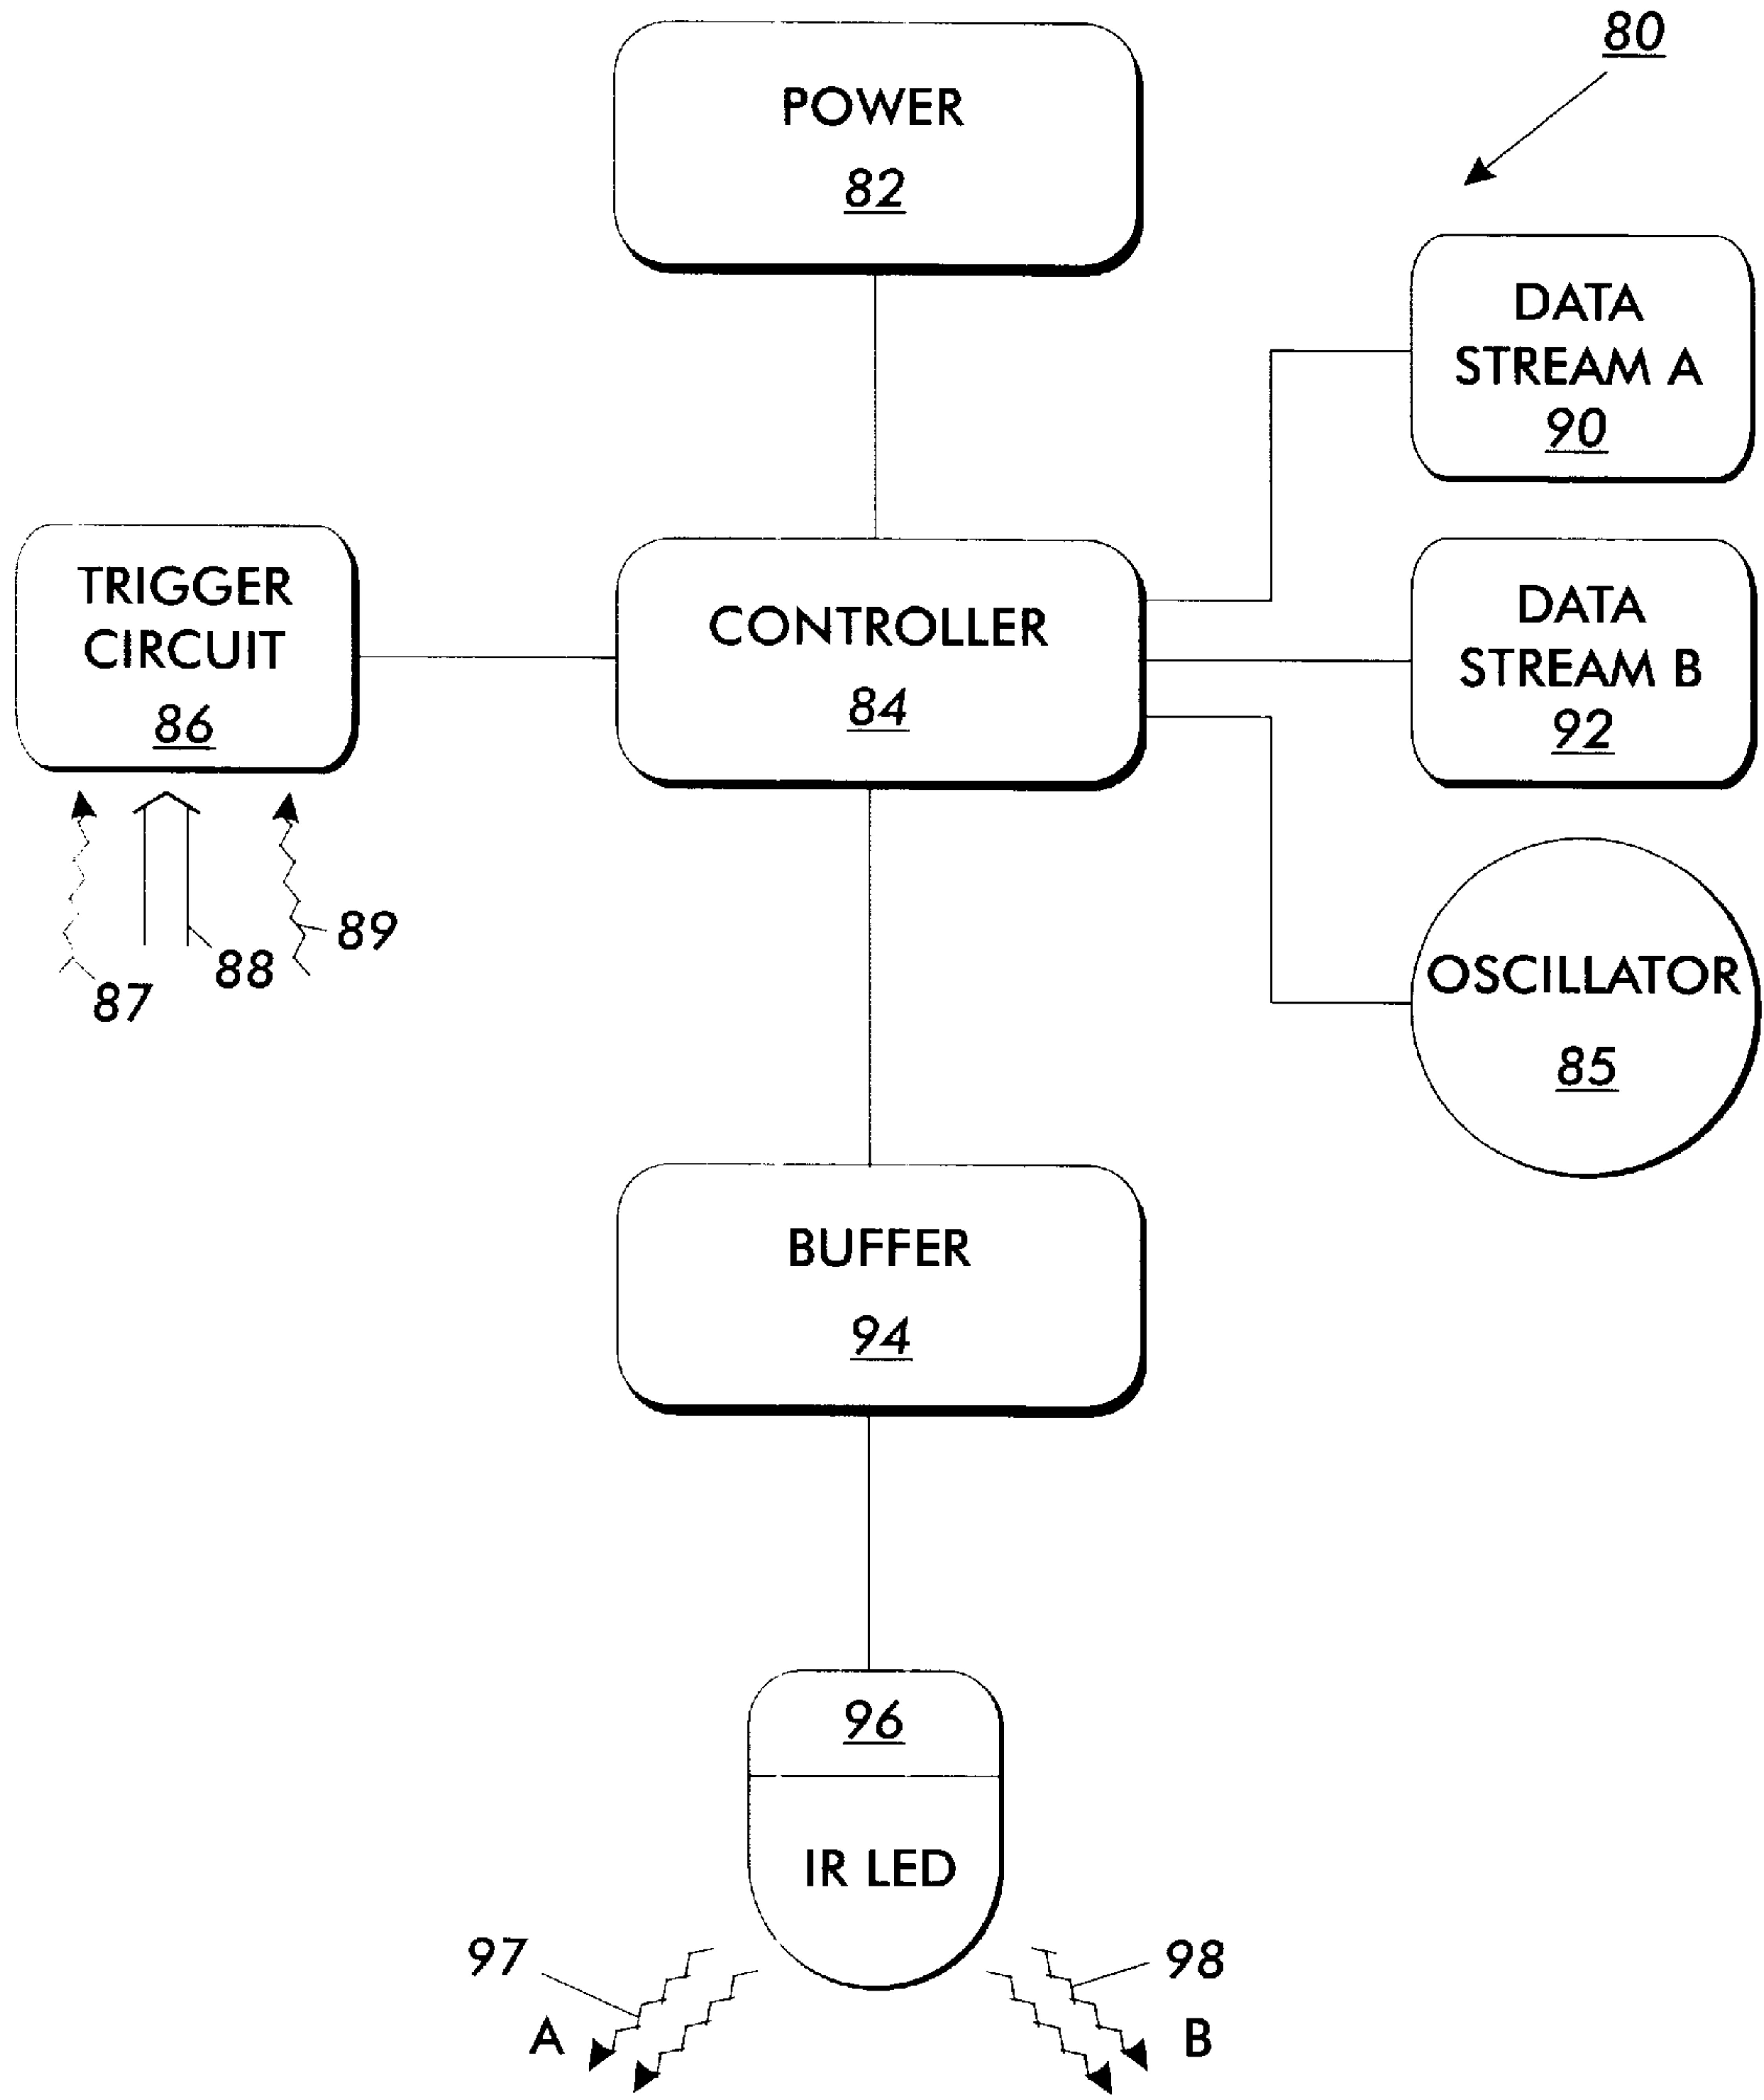 80
POWER
82
DATA
STREAM A
90
TRIGGER
CIRCUIT
86
CONTROLLER
84
DATA
STREAM B
92
87
88
89
OSCILLATOR
85
BUFFER
94
96
IR LED
97
A
98
B